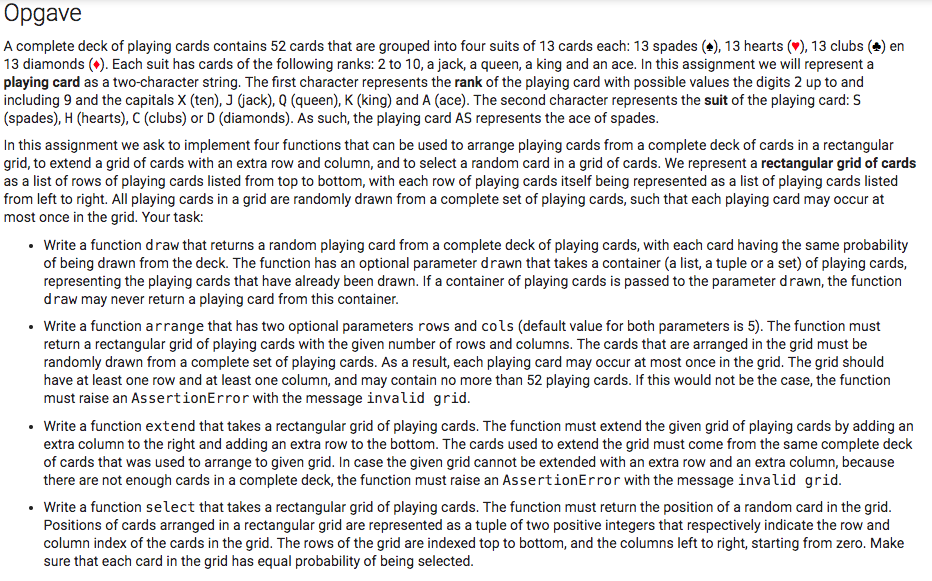 Opgave
A complete deck of playing cards contains 52 cards that are grouped into four suits of 13 cards each: 13 spades (♠), 13 hearts (♥), 13 clubs (♣) en
13 diamonds (♦). Each suit has cards of the following ranks: 2 to 10, a jack, a queen, a king and an ace. In this assignment we will represent a
playing card as a two-character string. The first character represents the rank of the playing card with possible values the digits 2 up to and
including 9 and the capitals X (ten), J (jack), Q (queen), K (king) and A (ace). The second character represents the suit of the playing card: S
(spades), H (hearts), C (clubs) or D (diamonds). As such, the playing card AS represents the ace of spades.
In this assignment we ask to implement four functions that can be used to arrange playing cards from a complete deck of cards in a rectangular
grid, to extend a grid of cards with an extra row and column, and to select a random card in a grid of cards. We represent a rectangular grid of cards
as a list of rows of playing cards listed from top to bottom, with each row of playing cards itself being represented as a list of playing cards listed
from left to right. All playing cards in a grid are randomly drawn from a complete set of playing cards, such that each playing card may occur at
most once in the grid. Your task:
• Write a function draw that returns a random playing card from a complete deck of playing cards, with each card having the same probability
of being drawn from the deck. The function has an optional parameter drawn that takes a container (a list, a tuple or a set) of playing cards,
representing the playing cards that have already been drawn. If a container of playing cards is passed to the parameter drawn, the function
draw may never return a playing card from this container.
• Write a function arrange that has two optional parameters rows and cols (default value for both parameters is 5). The function must
return a rectangular grid of playing cards with the given number of rows and columns. The cards that are arranged in the grid must be
randomly drawn from a complete set of playing cards. As a result, each playing card may occur at most once in the grid. The grid should
have at least one row and at least one column, and may contain no more than 52 playing cards. If this would not be the case, the function
must raise an AssertionError with the message invalid grid.
• Write a function extend that takes a rectangular grid of playing cards. The function must extend the given grid of playing cards by adding an
extra column to the right and adding an extra row to the bottom. The cards used to extend the grid must come from the same complete deck
of cards that was used to arrange to given grid. In case the given grid cannot be extended with an extra row and an extra column, because
there are not enough cards in a complete deck, the function must raise an AssertionError with the message invalid grid.
• Write a function select that takes a rectangular grid of playing cards. The function must return the position of a random card in the grid.
Positions of cards arranged in a rectangular grid are represented as a tuple of two positive integers that respectively indicate the row and
column index of the cards in the grid. The rows of the grid are indexed top to bottom, and the columns left to right, starting from zero. Make
sure that each card in the grid has equal probability of being selected.